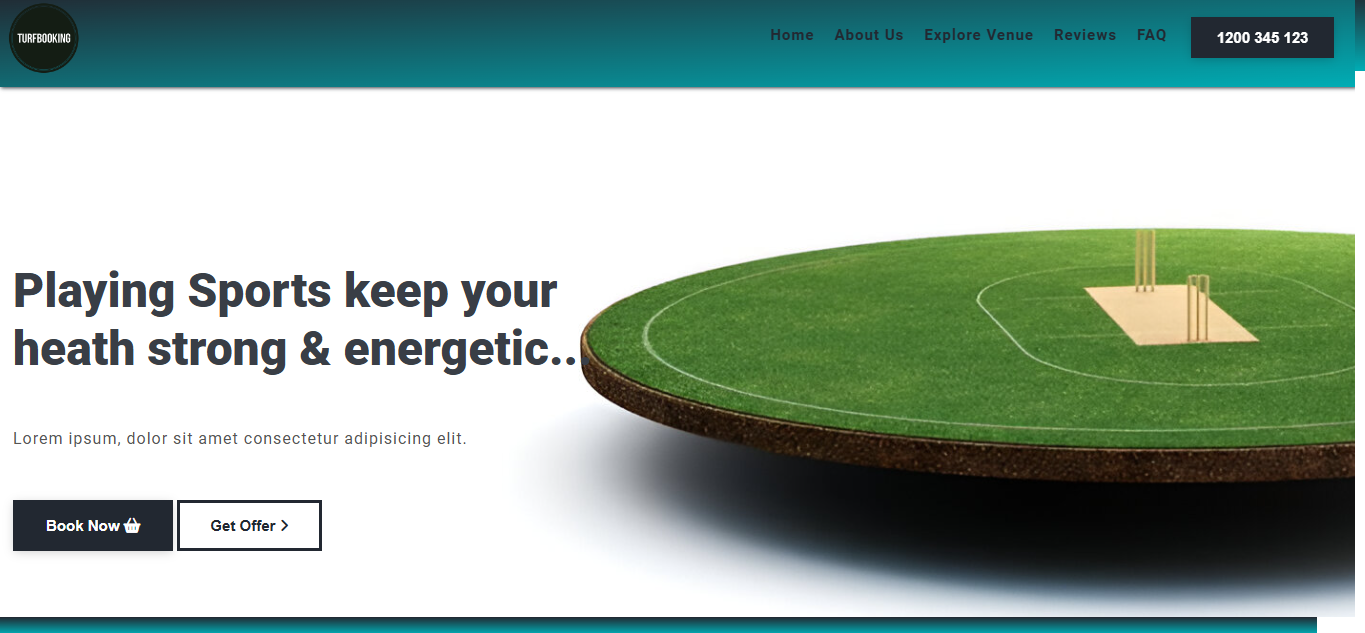 TURFBOOKING
Home About Us Explore Venue Reviews FAQ 1200 345 123
Playing Sports keep your
heath strong & energetic...
Lorem ipsum, dolor sit amet consectetur adipisicing elit.
Book Now Get Offer